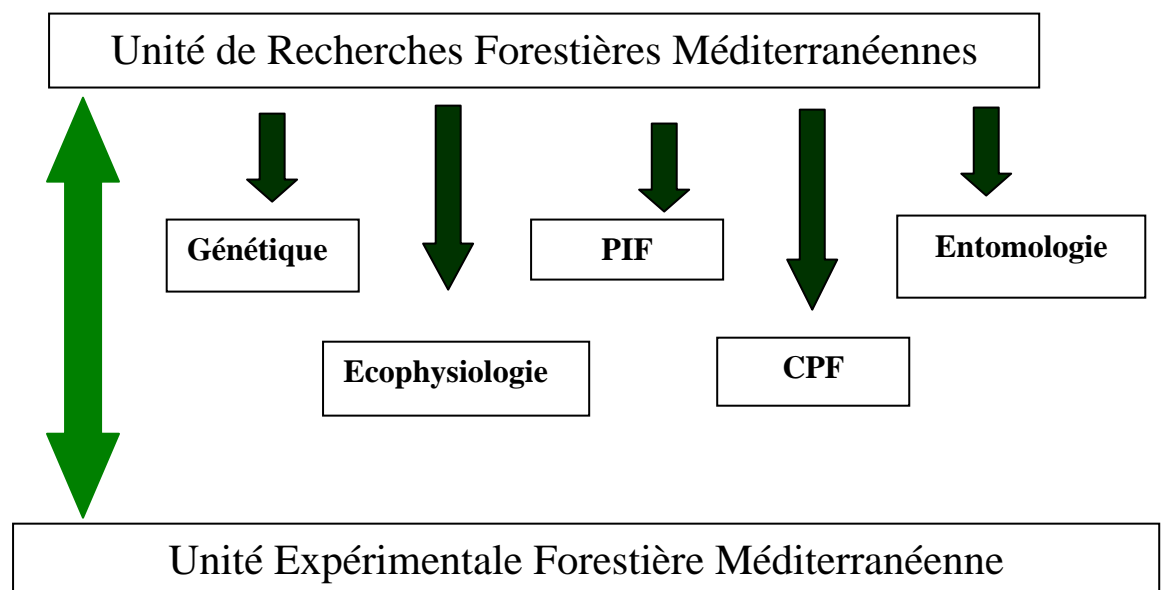 Unité de Recherches Forestières Méditerranéennes
Génétique
PIF
Entomologie
Ecophysiologie
CPF
Unité Expérimentale Forestière Méditerranéenne